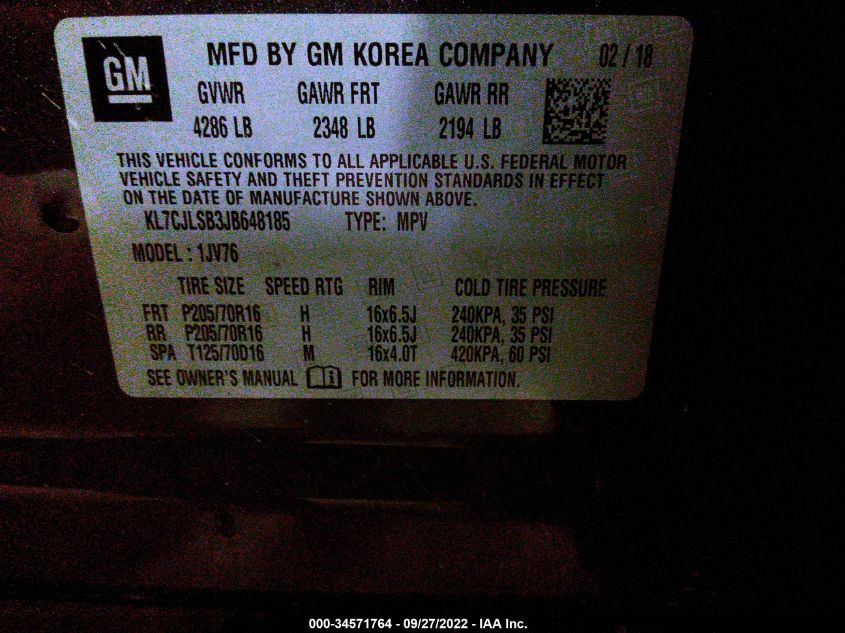 GM
MFD BY GM KOREA COMPANY 02 / 18
GVWR GAWR FRT GAWR RR
4286 LB 2348 LB 2194 LB
THIS VEHICLE CONFORMS TO ALL APPLICABLE U.S. FEDERAL MOTOR
VEHICLE SAFETY AND THEFT PREVENTION STANDARDS IN EFFECT
ON THE DATE OF MANUFACTURE SHOWN ABOVE.
KL7CJLSB3JB648185 TYPE: MPV
MODEL : 1JV76
TIRE SIZE SPEED RTG RIM COLD TIRE PRESSURE
FRT P205/70R16 H 16x6.5J 240KPA, 35 PSI
RR P205/70R16 H 16x6.5J 240KPA, 35 PSI
SPA T125/70D16 M 16x4.0T 420KPA, 60 PSI
SEE OWNER'S MANUAL i FOR MORE INFORMATION.
000-34571764 - 09/27/2022 - IAA Inc.